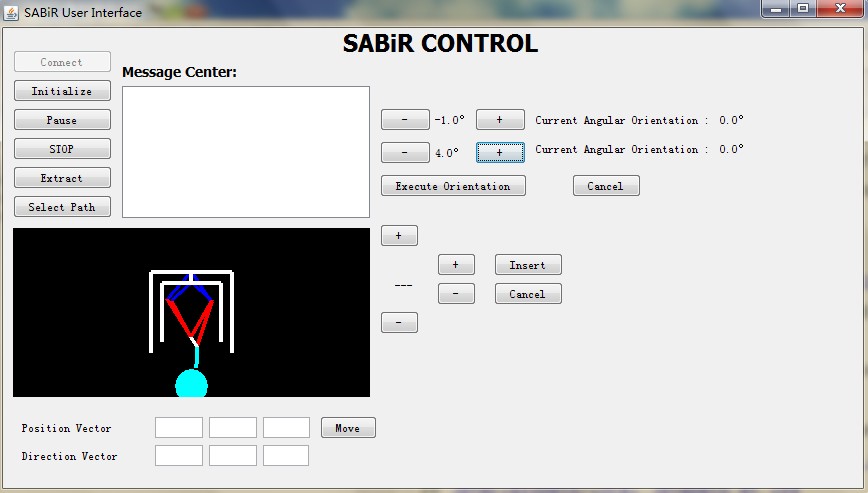 SABiR User Interface
SABiR CONTROL
Connect
Message Center:
Initialize
Pause
- -1.0° + Current Angular Orientation : 0.0°
STOP
- 4.0° + Current Angular Orientation : 0.0°
Extract
Execute Orientation Cancel
Select Path
+
+ Insert
---
- Cancel
-
Position Vector Move
Direction Vector